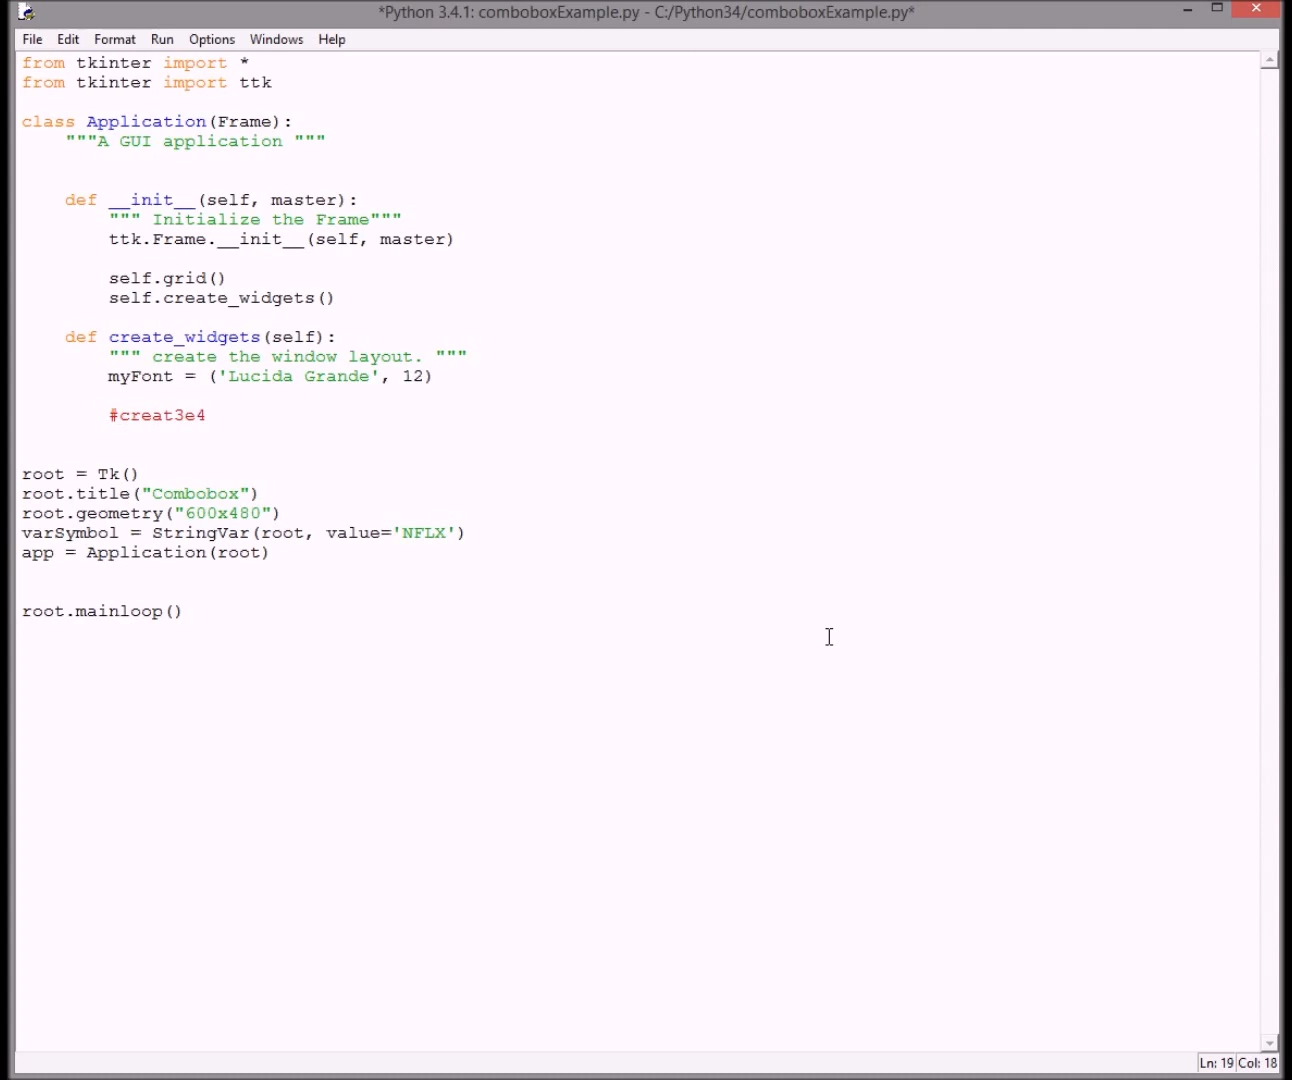 *Python 3.4.1: comboboxExample.py - C:/Python34/comboboxExample.py*
File Edit Format Run Options Windows Help
from tkinter import *
from tkinter import ttk
class Application(Frame):
"""A GUI application """
def __init__(self, master):
""" Initialize the Frame"""
ttk.Frame.__init__(self, master)
self.grid()
self.create_widgets()
def create_widgets(self):
""" create the window layout. """
myFont = ('Lucida Grande', 12)
#creat3e4
root = Tk()
root.title("Combobox")
root.geometry("600x480")
varSymbol = StringVar(root, value='NFLX')
app = Application(root)
root.mainloop()
Ln: 19 Col: 18